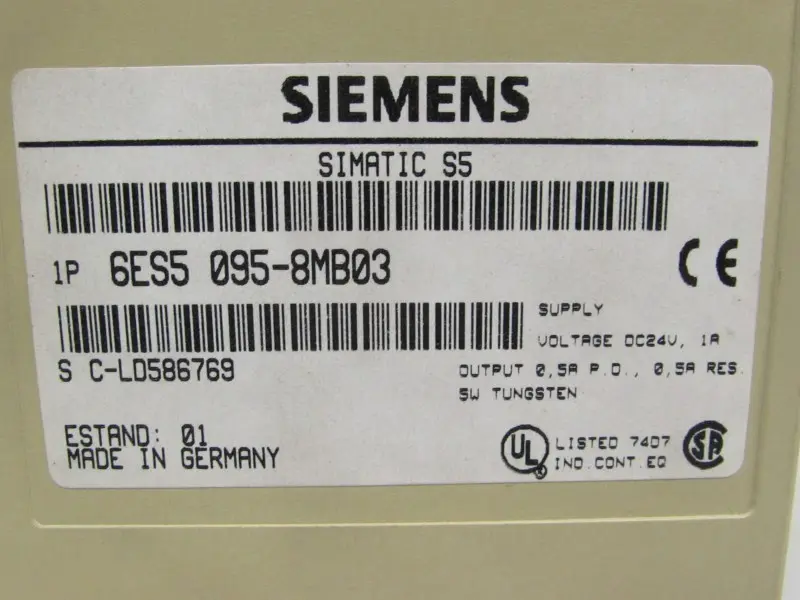 SIEMENS
SIMATIC S5
1P 6ES5 095-8MB03
CE
SUPPLY
VOLTAGE DC24V, 1A
S C-LD586769
OUTPUT 0,5A P.D., 0,5A RES.
5W TUNGSTEN
ESTAND: 01
MADE IN GERMANY
UL LISTED 7407
IND.CONT.EQ
SA